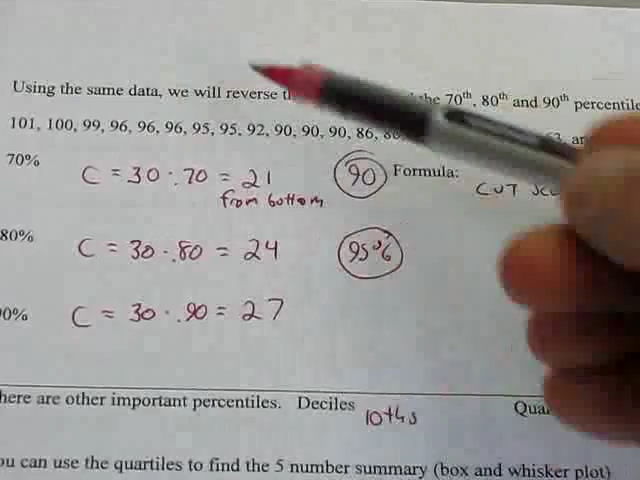 Using the same data, we will reverse the 70th, 80th and 90th percentile
101, 100, 99, 96, 96, 96, 95, 95, 92, 90, 90, 90, 86,
70% C = 30 · .70 = 21 90 Formula:
from bottom CUT
80% C = 30 · .80 = 24 95%
C = 30 · .90 = 27
here are other important percentiles. Deciles 10ths
ou can use the quartiles to find the 5 number summary (box and whisker plot)